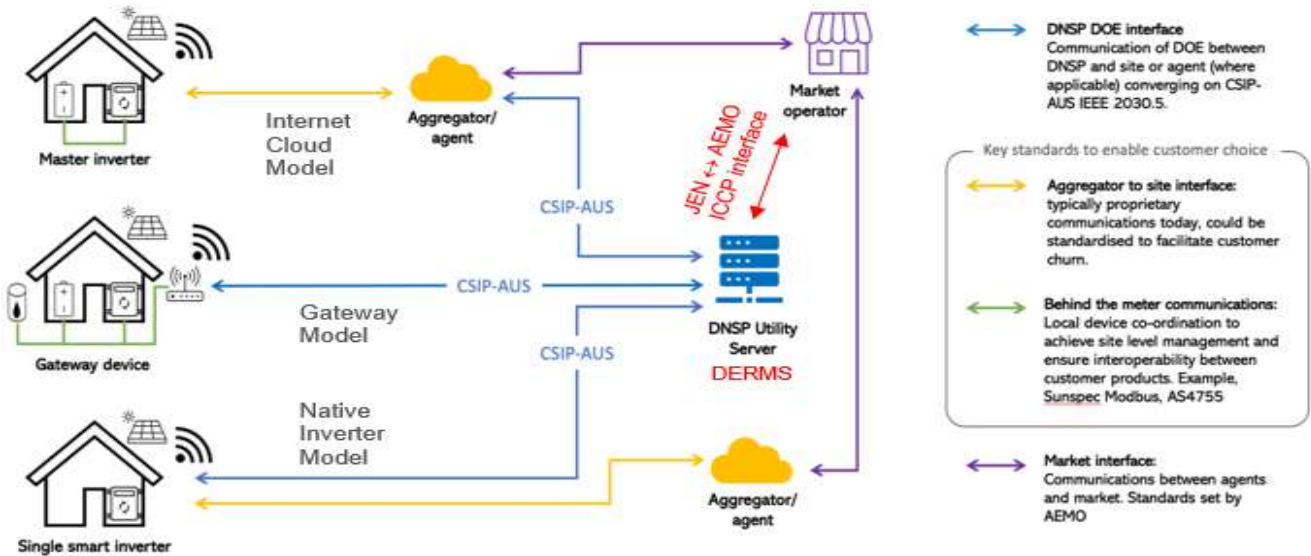 Master inverter
Internet
Cloud
Model
Aggregator/
agent
Market
operator
JEN ↔ AEMO
ICCP interface
CSIP-AUS
Gateway device
CSIP-AUS
Gateway
Model
DNSP Utility
Server
DERMS
CSIP-AUS
Native
Inverter
Model
Single smart inverter
Aggregator/
agent
DNSP DOE interface
Communication of DOE between
DNSP and site or agent (where
applicable) converging on CSIP-
AUS IEEE 2030.5.
Key standards to enable customer choice
Aggregator to site interface:
typically proprietary
communications today, could be
standardised to facilitate customer
churn.
Behind the meter communications:
Local device co-ordination to
achieve site level management and
ensure interoperability between
customer products. Example,
Sunspec Modbus, AS4755
Market interface:
Communications between agents
and market. Standards set by
AEMO